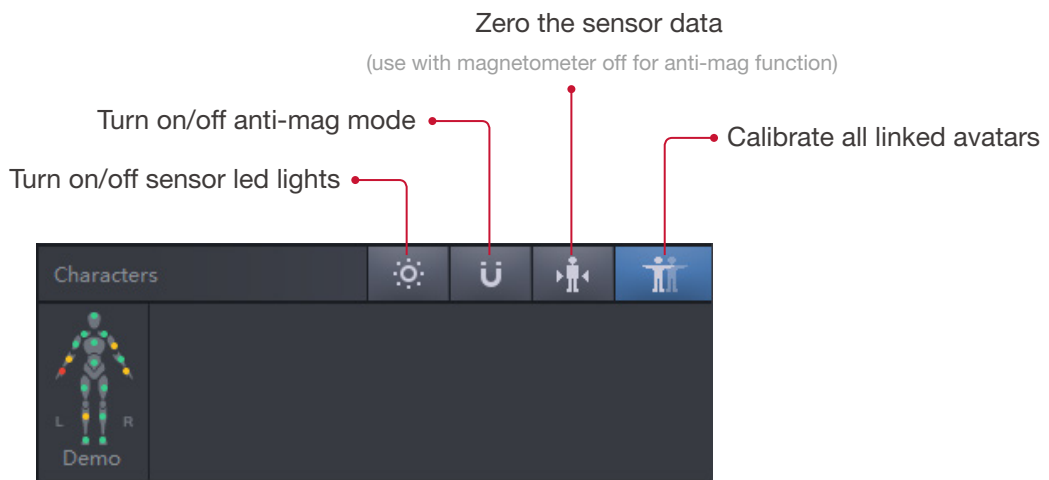 Zero the sensor data
(use with magnetometer off for anti-mag function)
Turn on/off anti-mag mode
Calibrate all linked avatars
Turn on/off sensor led lights
Characters
L
R
Demo